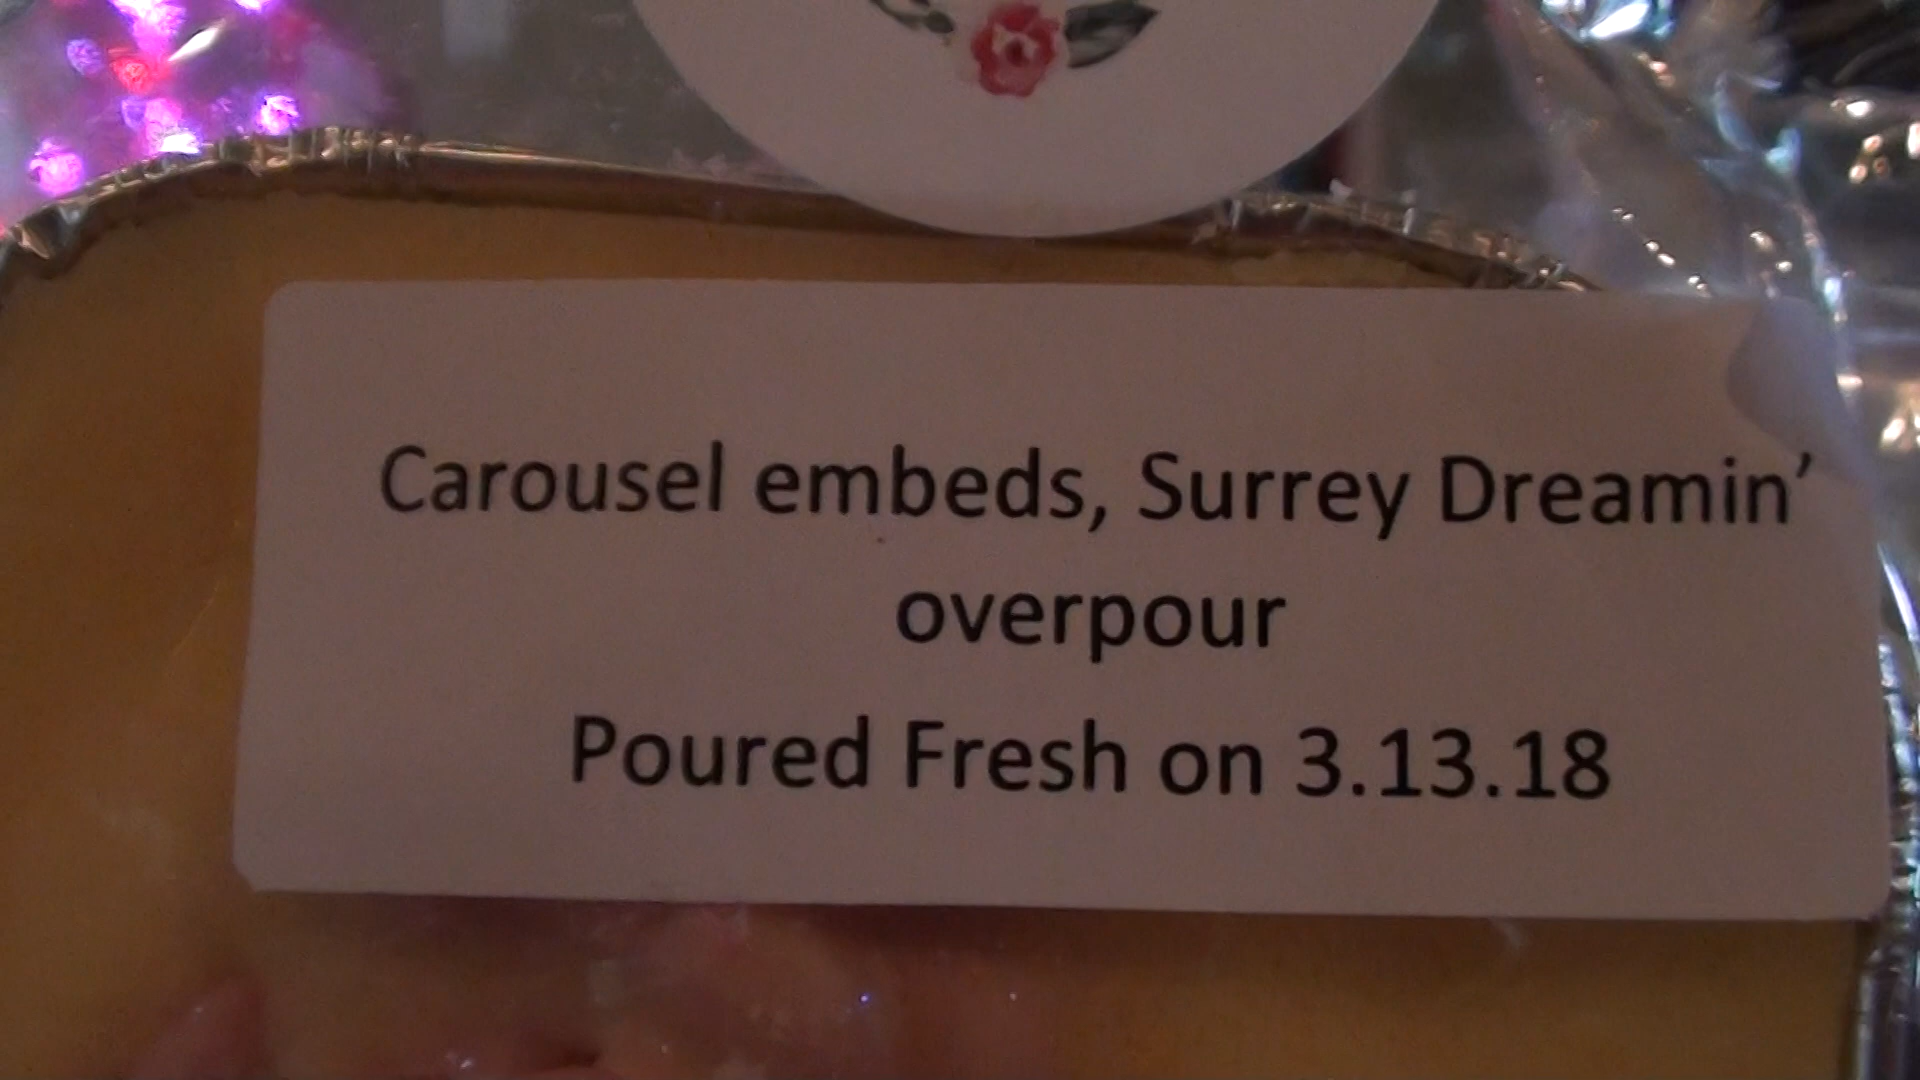 Carousel embeds, Surrey Dreamin’
overpour
Poured Fresh on 3.13.18